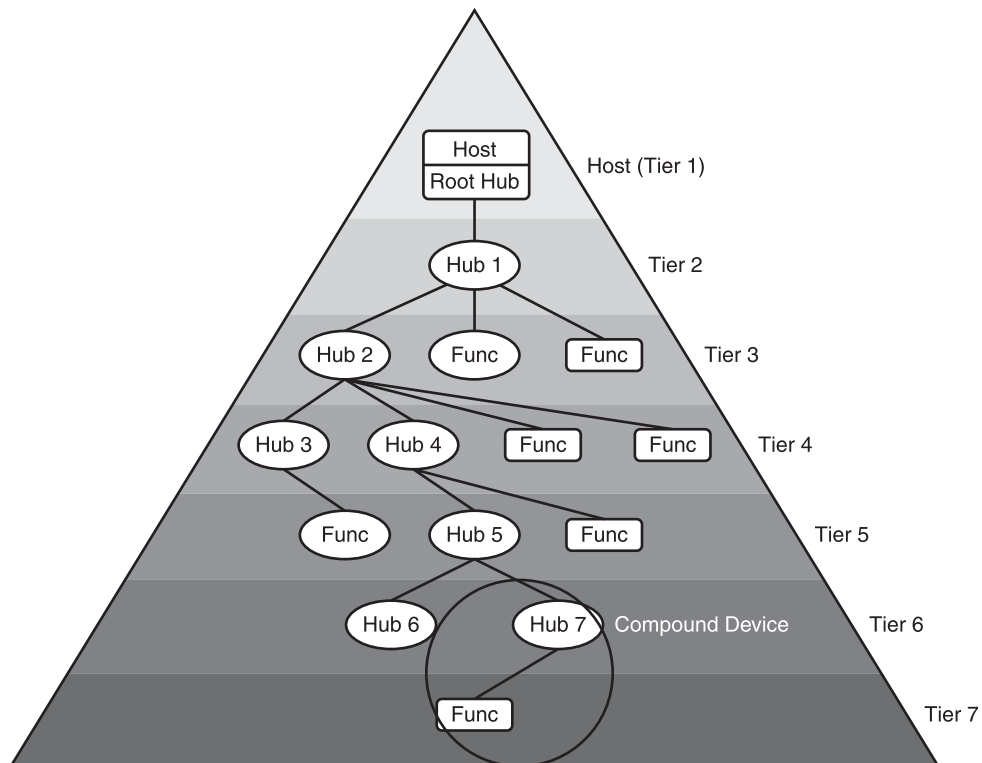 Host
Root Hub
Host (Tier 1)
Hub 1
Tier 2
Hub 2
Func
Func
Tier 3
Hub 3
Hub 4
Func
Func
Tier 4
Func
Hub 5
Func
Tier 5
Hub 6
Hub 7
Compound Device
Tier 6
Func
Tier 7